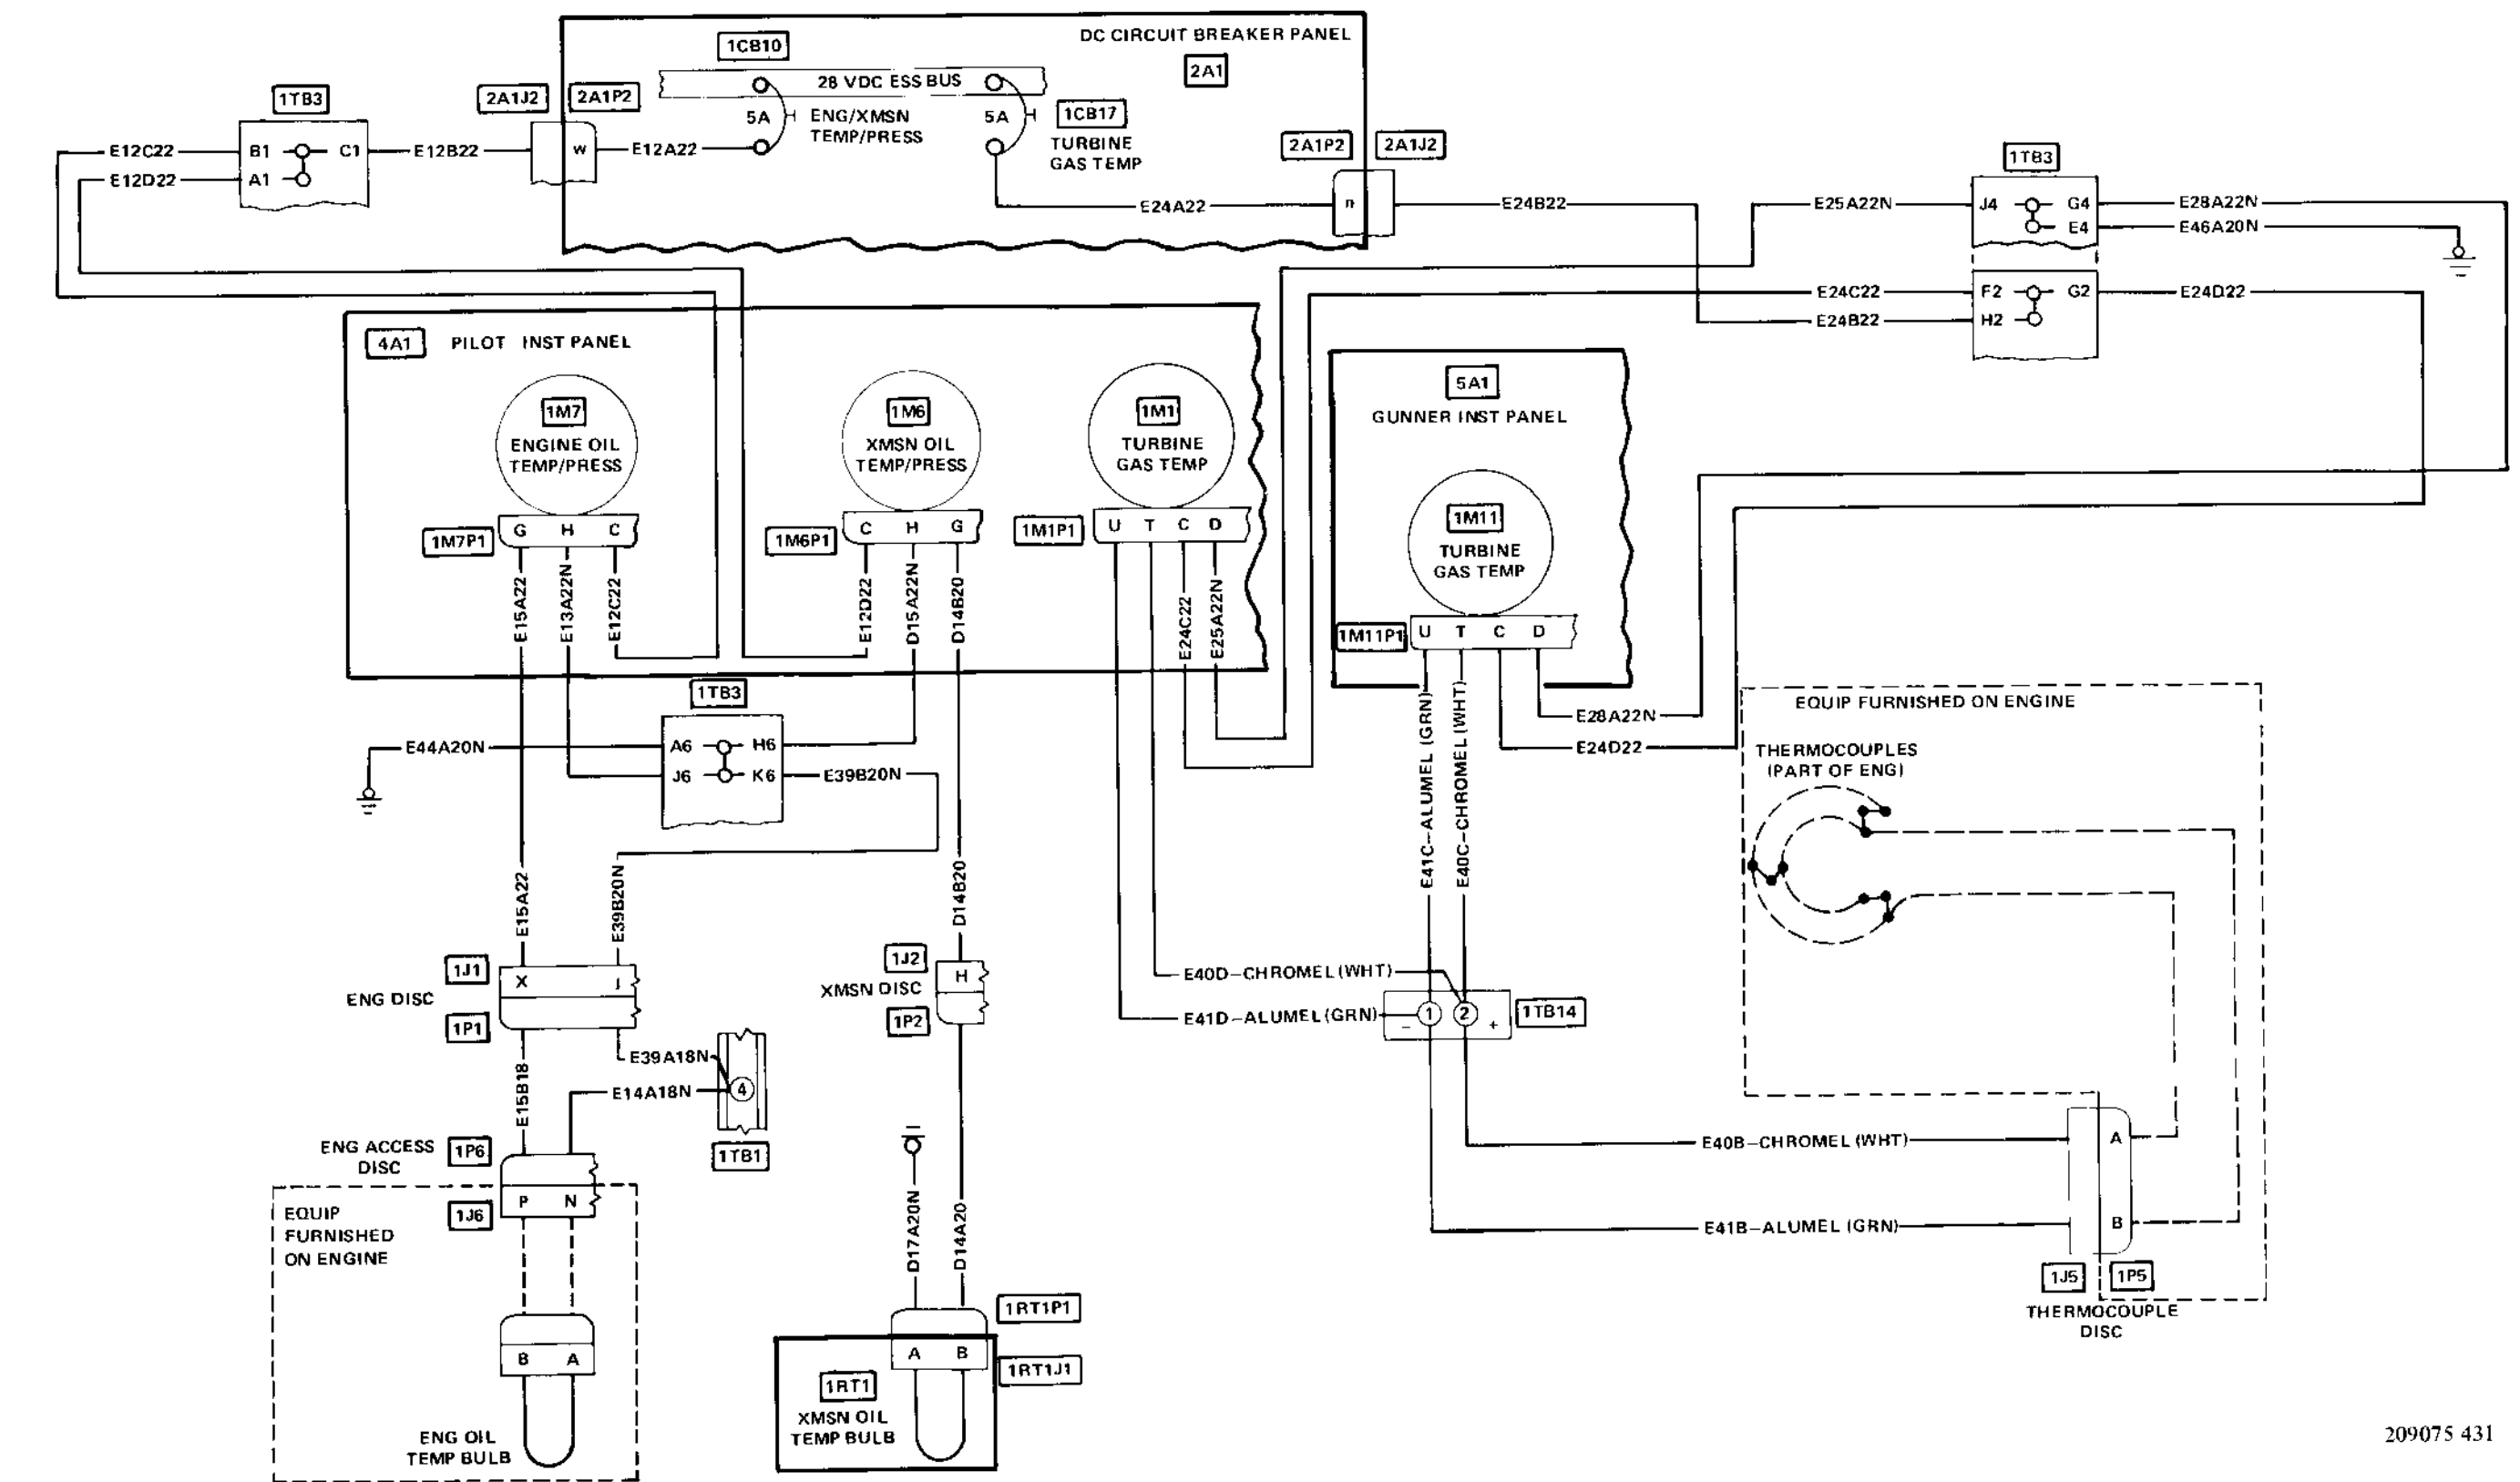 DC CIRCUIT BREAKER PANEL
2A1
1CB10
28 VDC ESS BUS
5A
ENG/XMSN
TEMP/PRESS
5A
1CB17
TURBINE
GAS TEMP
1TB3
2A1J2
2A1P2
E12C22
B1
C1
E12B22
W
E12A22
E12D22
A1
2A1P2
2A1J2
E24A22
n
E24B22
1TB3
E25A22N
J4
G4
E28A22N
E4
E46A20N
E24C22
F2
G2
E24D22
E24B22
H2
4A1
PILOT INST PANEL
1M7
ENGINE OIL
TEMP/PRESS
1M7P1
G
H
C
E15A22
E13A22N
E12C22
1M6
XMSN OIL
TEMP/PRESS
1M6P1
C
H
G
E12D22
D15A22N
D14B20
1M1
TURBINE
GAS TEMP
1M1P1
U
T
C
D
E24C22
E25A22N
5A1
GUNNER INST PANEL
1M11
TURBINE
GAS TEMP
1M11P1
U
T
C
D
E41C-ALUMEL (GRN)
E40C-CHROMEL (WHT)
E28A22N
E24D22
1TB3
E44A20N
A6
H6
J6
K6
E39B20N
E15A22
E39B20N
D14B20
1J1
X
J
ENG DISC
1P1
1J2
H
XMSN DISC
1P2
E39A18N
4
E14A18N
1TB1
E15B18
ENG ACCESS
DISC
1P6
1J6
P
N
EQUIP
FURNISHED
ON ENGINE
B
A
ENG OIL
TEMP BULB
D17A20N
D14A20
1RT1P1
A
B
1RT1J1
1RT1
XMSN OIL
TEMP BULB
E40D-CHROMEL (WHT)
E41D-ALUMEL (GRN)
1
2
-
+
1TB14
EQUIP FURNISHED ON ENGINE
THERMOCOUPLES
(PART OF ENG)
E40B-CHROMEL (WHT)
A
E41B-ALUMEL (GRN)
B
1J5
1P5
THERMOCOUPLE
DISC
209075 431